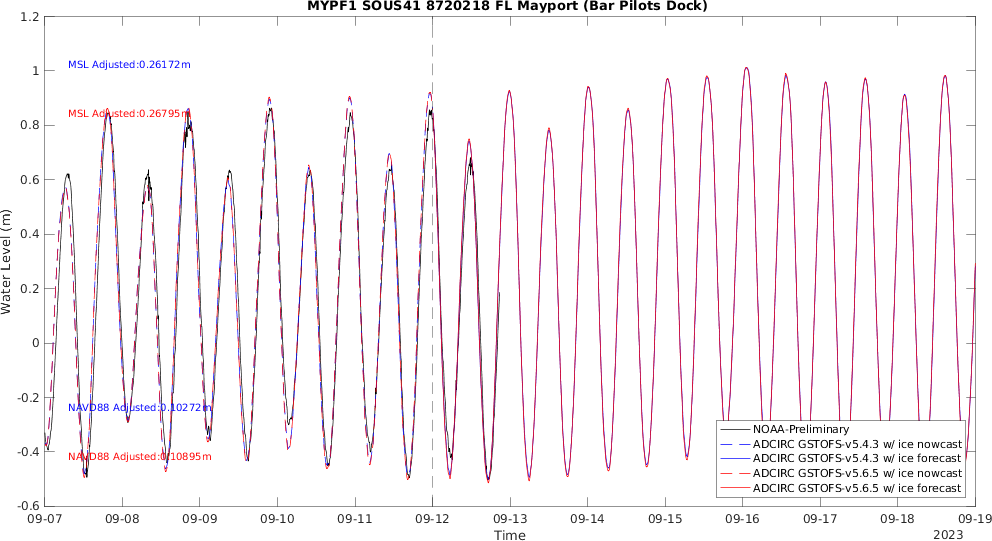 MYPF1 SOUS41 8720218 FL Mayport (Bar Pilots Dock)
1.2
1
0.8
0.6
0.4
0.2
0
-0.2
-0.4
-0.6
Water Level (m)
MSL Adjusted:0.26172m
MSL Adjusted:0.26795m
NAVD88 Adjusted:0.10272m
NAVD88 Adjusted:0.10895m
NOAA-Preliminary
ADCIRC GSTOFS-v5.4.3 w/ ice nowcast
ADCIRC GSTOFS-v5.4.3 w/ ice forecast
ADCIRC GSTOFS-v5.6.5 w/ ice nowcast
ADCIRC GSTOFS-v5.6.5 w/ ice forecast
09-07 09-08 09-09 09-10 09-11 09-12 09-13 09-14 09-15 09-16 09-17 09-18 09-19
Time
2023